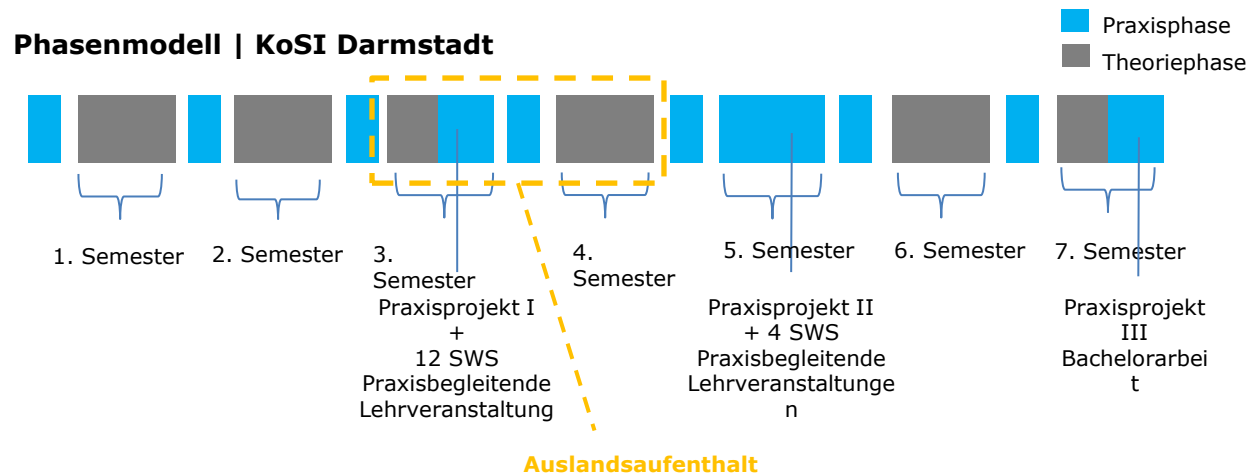 Praxisphase
Phasenmodell | KoSI Darmstadt
Theoriephase
1. Semester
2. Semester
3.
Semester
4.
Semester
5. Semester
6. Semester
7. Semester
Praxisprojekt I
+
12 SWS
Praxisbegleitende
Lehrveranstaltung
Praxisprojekt II
+ 4 SWS
Praxisbegleitende
Lehrveranstaltunge
n
Praxisprojekt
III
Bachelorarbei
t
Auslandsaufenthalt